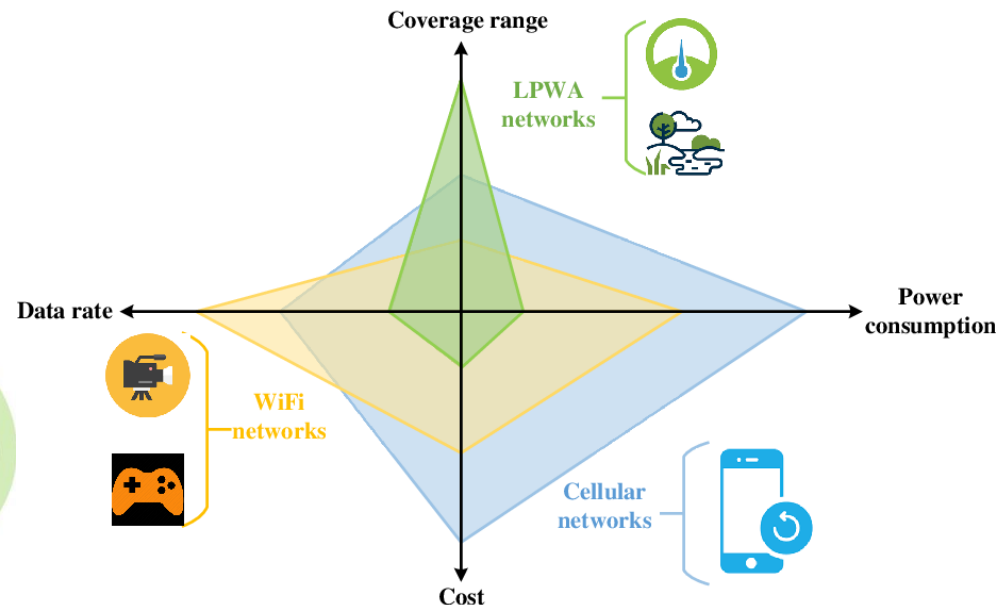 Coverage range
LPWA
networks
Data rate
Power
consumption
WiFi
networks
Cellular
networks
Cost